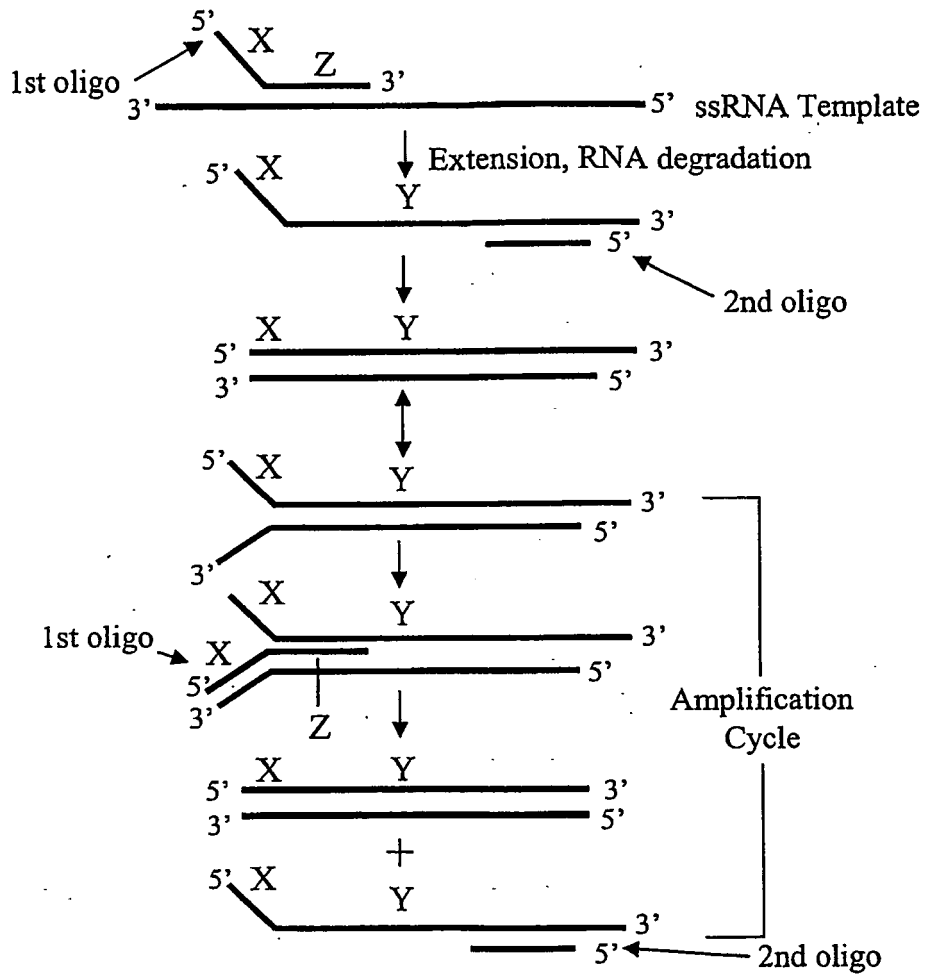 5’ X
1st oligo Z 3’
3’ 5’ ssRNA Template
Extension, RNA degradation
5’ X Y 3’
5’
2nd oligo
X Y
5’ 3’
3’ 5’
5’ X Y 3’
5’
3’
X Y
3’
1st oligo X
5’ 5’
3’ Z
Amplification
Cycle
X Y
5’ 3’
3’ 5’
+
5’ X Y
3’
5’ 2nd oligo